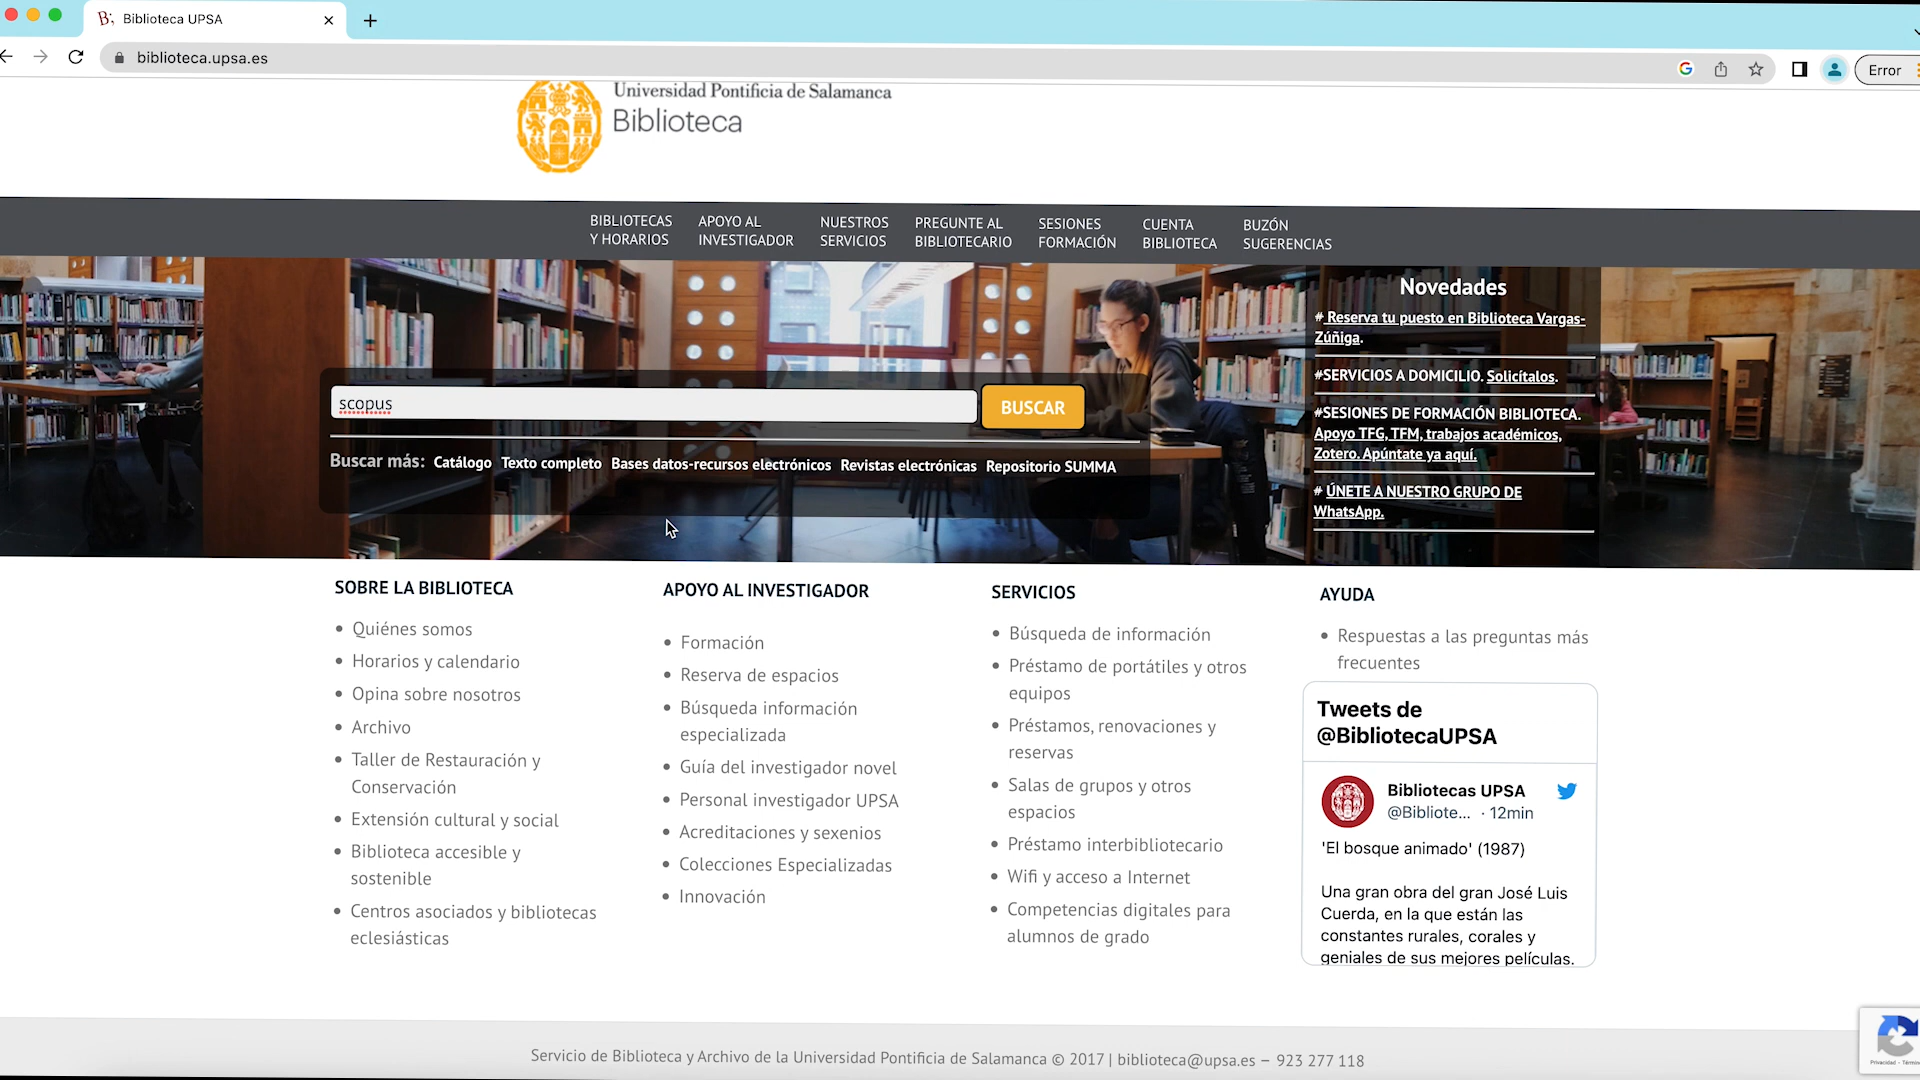 Biblioteca UPSA
biblioteca.upsa.es
Error
Universidad Pontificia de Salamanca
Biblioteca
BIBLIOTECAS
Y HORARIOS
APOYO AL
INVESTIGADOR
NUESTROS
SERVICIOS
PREGUNTE AL
BIBLIOTECARIO
SESIONES
FORMACIÓN
CUENTA
BIBLIOTECA
BUZÓN
SUGERENCIAS
scopus
BUSCAR
Buscar más: Catálogo Texto completo Bases datos-recursos electrónicos Revistas electrónicas Repositorio SUMMA
Novedades
# Reserva tu puesto en Biblioteca Vargas-
Zúñiga.
#SERVICIOS A DOMICILIO. Solicítalos.
#SESIONES DE FORMACIÓN BIBLIOTECA.
Apoyo TFG, TFM, trabajos académicos,
Zotero. Apúntate ya aquí.
# ÚNETE A NUESTRO GRUPO DE
WhatsApp.
SOBRE LA BIBLIOTECA
• Quiénes somos
• Horarios y calendario
• Opina sobre nosotros
• Archivo
• Taller de Restauración y
Conservación
• Extensión cultural y social
• Biblioteca accesible y
sostenible
• Centros asociados y bibliotecas
eclesiásticas
APOYO AL INVESTIGADOR
• Formación
• Reserva de espacios
• Búsqueda información
especializada
• Guía del investigador novel
• Personal investigador UPSA
• Acreditaciones y sexenios
• Colecciones Especializadas
• Innovación
SERVICIOS
• Búsqueda de información
• Préstamo de portátiles y otros
equipos
• Préstamos, renovaciones y
reservas
• Salas de grupos y otros
espacios
• Préstamo interbibliotecario
• Wifi y acceso a Internet
• Competencias digitales para
alumnos de grado
AYUDA
• Respuestas a las preguntas más
frecuentes
Tweets de
@BibliotecaUPSA
Bibliotecas UPSA
@Bibliote... · 12min
'El bosque animado' (1987)
Una gran obra del gran José Luis
Cuerda, en la que están las
constantes rurales, corales y
geniales de sus mejores películas.
Servicio de Biblioteca y Archivo de la Universidad Pontificia de Salamanca © 2017 | biblioteca@upsa.es – 923 277 118